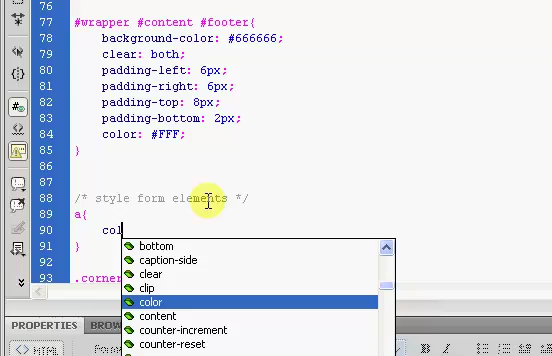 76
77 #wrapper #content #footer{
78 background-color: #666666;
79 clear: both;
80 padding-left: 6px;
81 padding-right: 6px;
82 padding-top: 8px;
83 padding-bottom: 2px;
84 color: #FFF;
85 }
86
87
88 /* style form elements */
89 a{
90 col
91 }
92
93 .corner
bottom
caption-side
clear
clip
color
content
counter-increment
counter-reset
PROPERTIES
<> HTML
B I